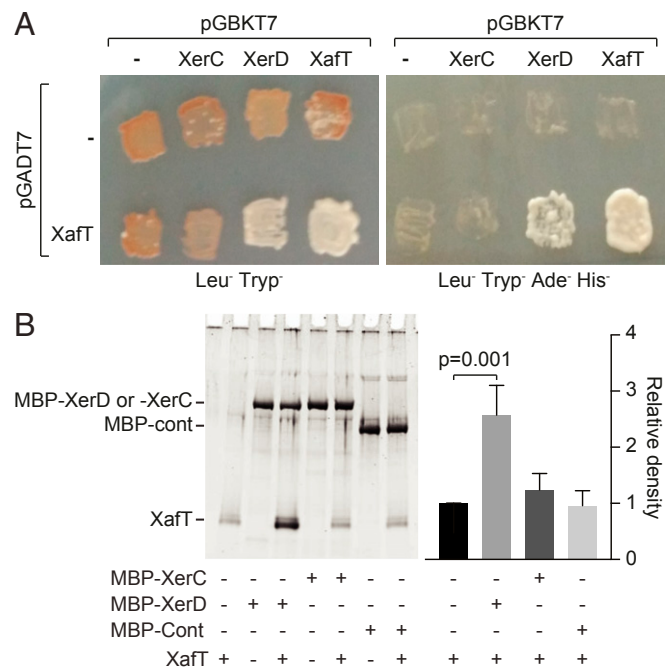 A
pGBKT7 pGBKT7
- XerC XerD XafT - XerC XerD XafT
pGADT7
-
XafT
Leu⁻ Tryp⁻ Leu⁻ Tryp⁻ Ade⁻ His⁻
B
MBP-XerD or -XerC
MBP-cont
XafT
p=0.001
4
3
2
1
0
Relative density
MBP-XerC - - - - + + - - - - + -
MBP-XerD - - + + - - - - - + - -
MBP-Cont - - - - - - + + - - - +
XafT + - - + - + - + + + + +